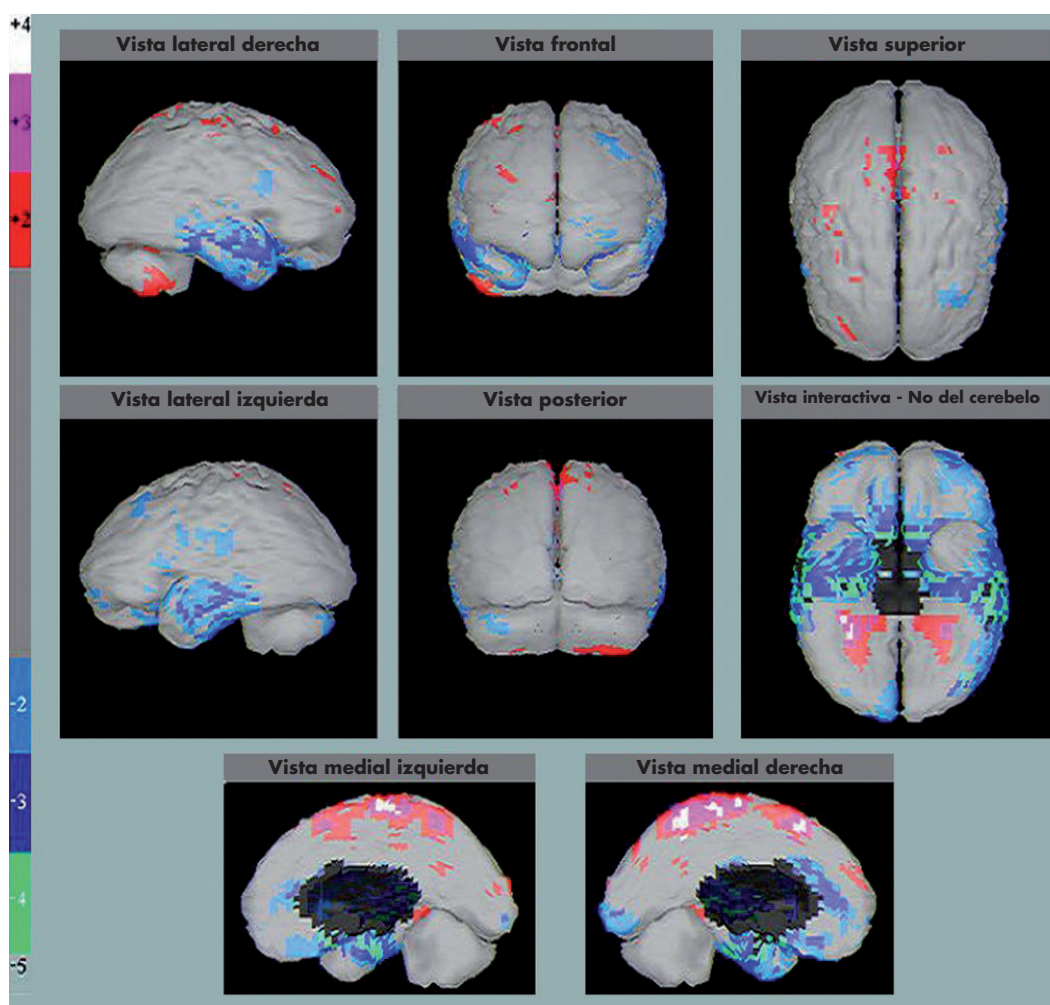 +4
+3
+2
-2
-3
-4
-5
Vista lateral derecha
Vista frontal
Vista superior
Vista lateral izquierda
Vista posterior
Vista interactiva - No del cerebelo
Vista medial izquierda
Vista medial derecha